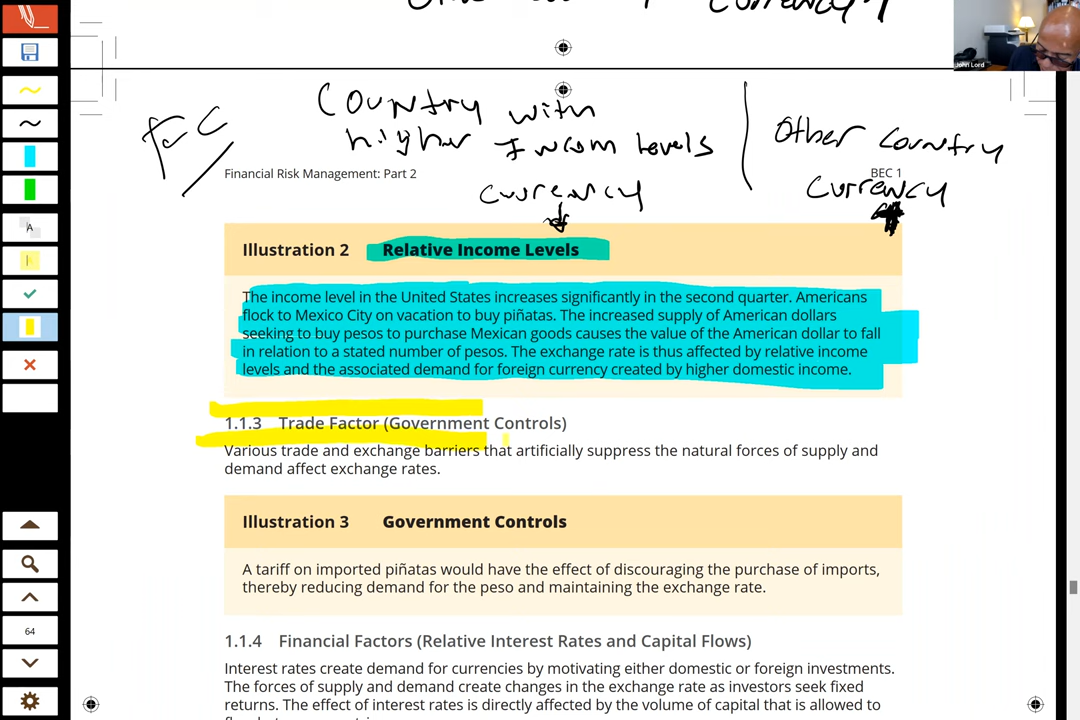 currency
John Lord
FC
Country with
higher Incom levels
currency
Other country
currency
Financial Risk Management: Part 2
BEC 1
Illustration 2 Relative Income Levels
The income level in the United States increases significantly in the second quarter. Americans
flock to Mexico City on vacation to buy piñatas. The increased supply of American dollars
seeking to buy pesos to purchase Mexican goods causes the value of the American dollar to fall
in relation to a stated number of pesos. The exchange rate is thus affected by relative income
levels and the associated demand for foreign currency created by higher domestic income.
1.1.3 Trade Factor (Government Controls)
Various trade and exchange barriers that artificially suppress the natural forces of supply and
demand affect exchange rates.
Illustration 3 Government Controls
A tariff on imported piñatas would have the effect of discouraging the purchase of imports,
thereby reducing demand for the peso and maintaining the exchange rate.
64
1.1.4 Financial Factors (Relative Interest Rates and Capital Flows)
Interest rates create demand for currencies by motivating either domestic or foreign investments.
The forces of supply and demand create changes in the exchange rate as investors seek fixed
returns. The effect of interest rates is directly affected by the volume of capital that is allowed to